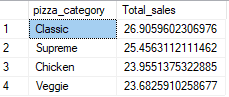 pizza_category Total_sales
1 Classic 26.9059602306976
2 Supreme 25.4563112111462
3 Chicken 23.9551375322885
4 Veggie 23.6825910258677